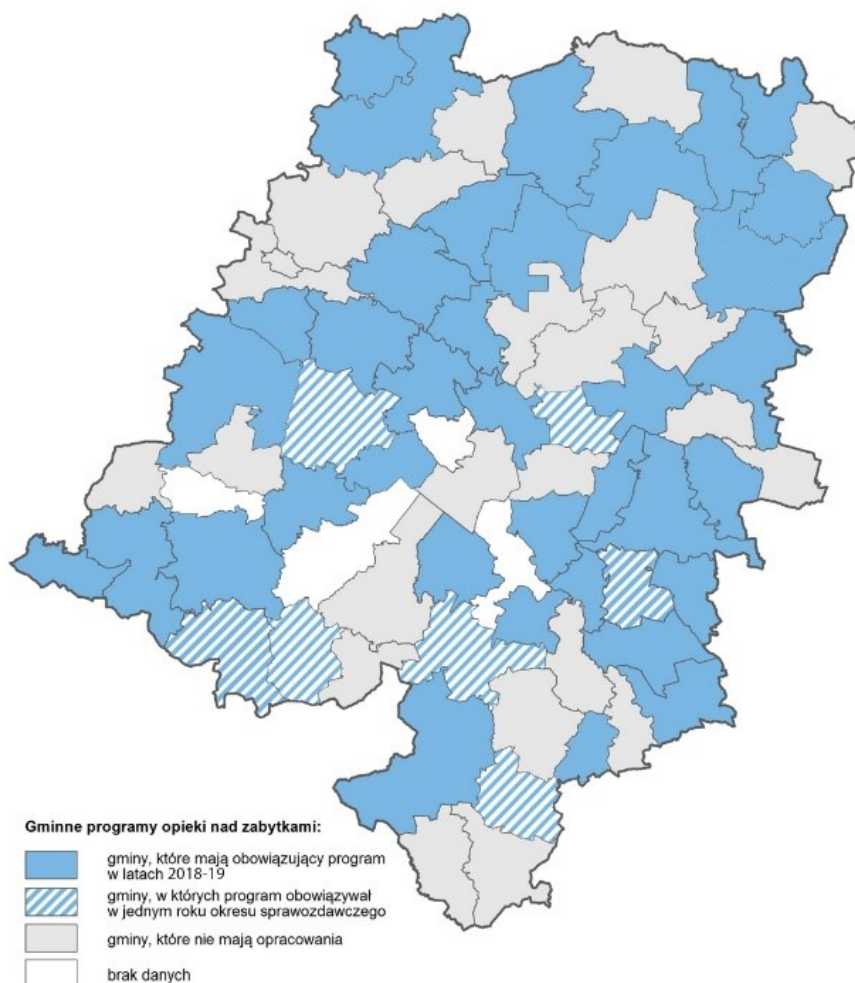 Gminne programy opieki nad zabytkami:
gminy, które mają obowiązujący program
w latach 2018-19
gminy, w których program obowiązywał
w jednym roku okresu sprawozdawczego
gminy, które nie mają opracowania
brak danych